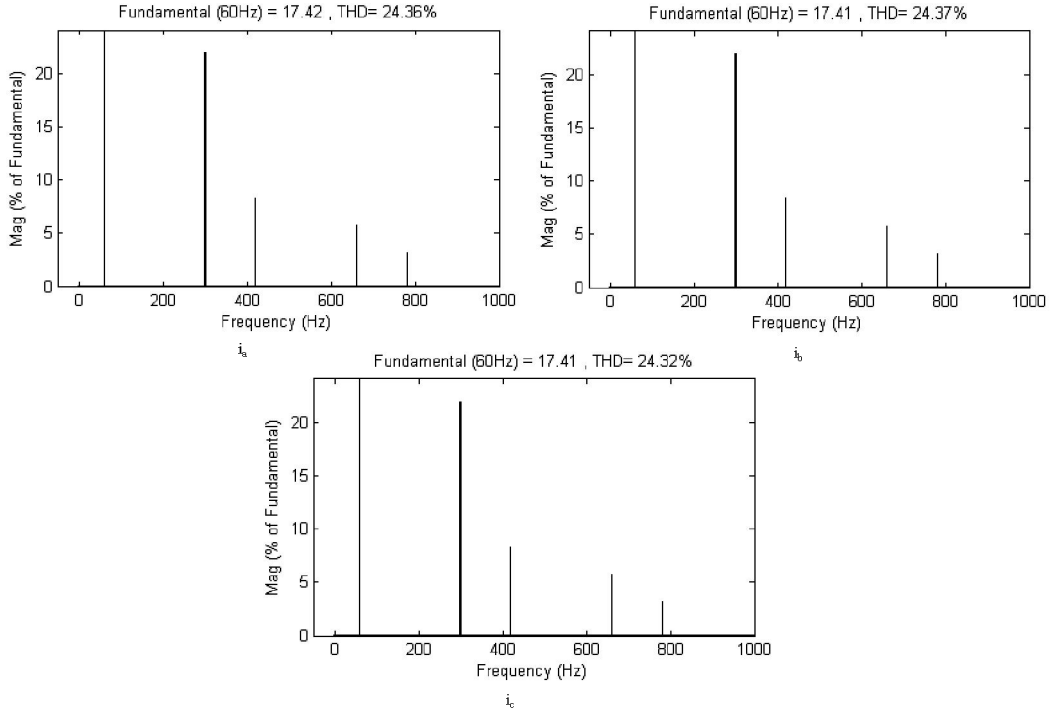 Fundamental (60Hz) = 17.42 , THD= 24.36%
Mag (% of Fundamental)
20
15
10
5
0
0 200 400 600 800 1000
Frequency (Hz)
ia
Fundamental (60Hz) = 17.41 , THD= 24.37%
Mag (% of Fundamental)
20
15
10
5
0
0 200 400 600 800 1000
Frequency (Hz)
ib
Fundamental (60Hz) = 17.41 , THD= 24.32%
Mag (% of Fundamental)
20
15
10
5
0
0 200 400 600 800 1000
Frequency (Hz)
ic